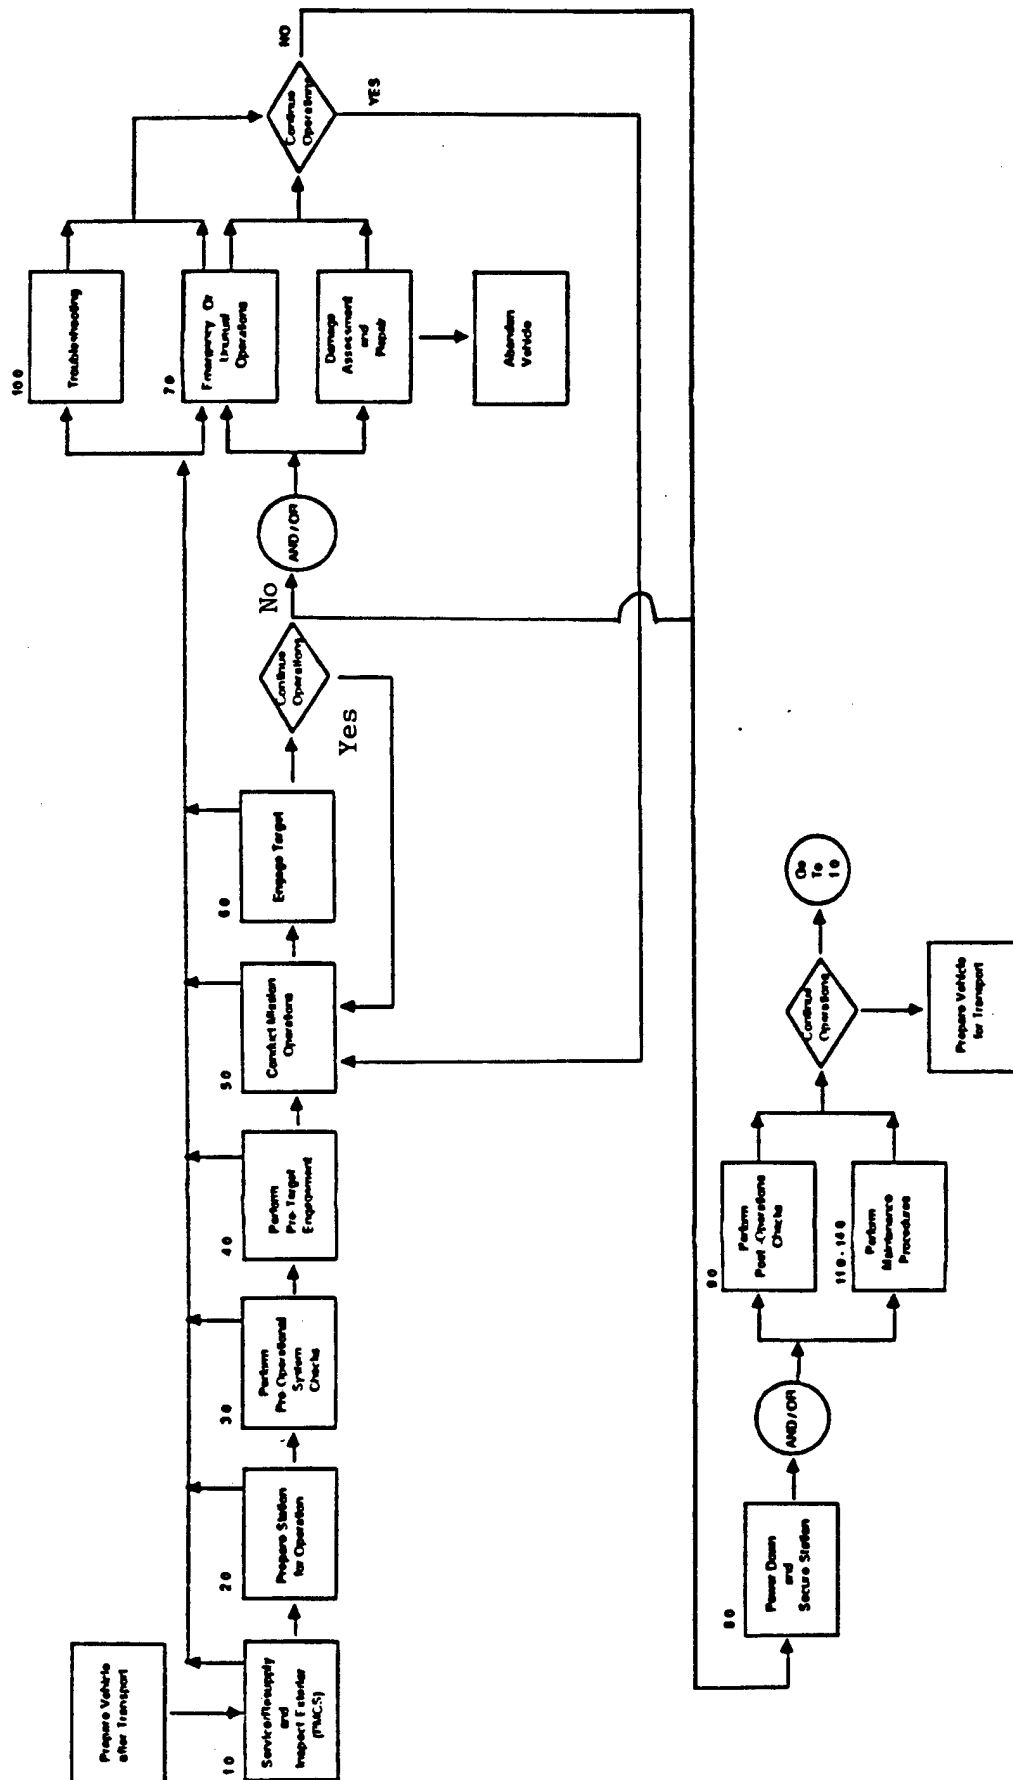 Prepare Vehicle
after Transport
10
Service/Resupply
and
Inspect Exterior
(PMCS)
20
Prepare Station
for Operation
30
Perform
Pre-Operational
System
Checks
40
Perform
Pre-Target
Engagement
50
Conduct Mission
Operations
60
Engage Target
Continue
Operations
Yes
No
AND/OR
100
Troubleshooting
70
Emergency Or
Unusual
Operations
Damage
Assessment
and
Repair
Abandon
Vehicle
Continue
Operations
NO
YES
80
Power Down
and
Secure Station
AND/OR
90
Perform
Post-Operations
Checks
110-140
Perform
Maintenance
Procedures
Continue
Operations
Go
To
10
Prepare Vehicle
for Transport